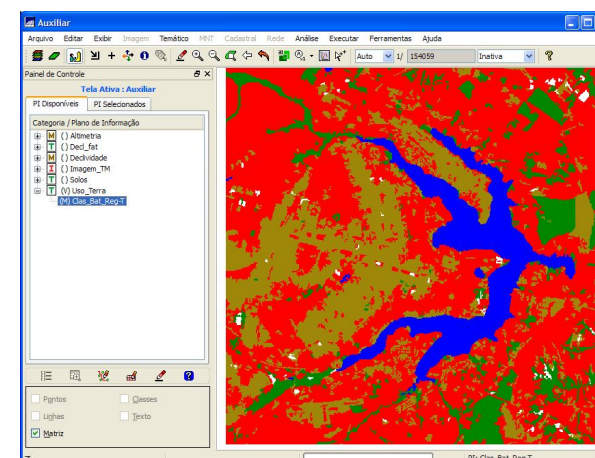 Auxiliar
Arquivo Editar Exibir Imagem Temático MNT Cadastral Rede Análise Executar Ferramentas Ajuda
Auto 1/ 154059 Inativa
Painel de Controle
Tela Ativa : Auxiliar
PI Disponíveis PI Selecionados
Categoria / Plano de Informação
M () Altimetria
T () Decl_fat
M () Declividade
I () Imagem_TM
T () Solos
T (V) Uso_Terra
(M) Clas_Bat_Reg-T
Pontos Classes
Linhas Texto
Matriz
PI: Clas_Bat_Reg-T